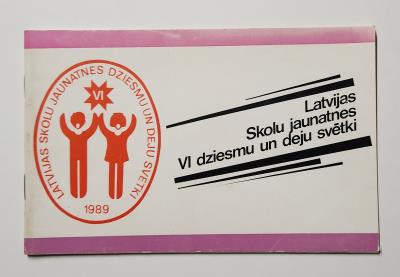 LATVIJAS SKOLU JAUNATNES DZIESMU UN DEJU SVĒTKI
VI
1989
Latvijas
Skolu jaunatnes
VI dziesmu un deju svētki